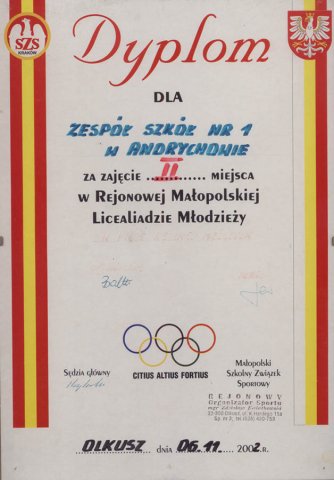 SZS
KRAKÓW
Dyplom
DLA
ZESPÓŁ SZKÓŁ NR 1
W ANDRYCHOWIE
ZA ZAJĘCIE ...II... MIEJSCA
W Rejonowej Małopolskiej
Licealiadzie Młodzieży
CITIUS ALTIUS FORTIUS
Sędzia główny
Małopolski
Szkolny Związek
Sportowy
REJONOWY
Organizator Sportu
OLKUSZ dnia 06.11. 2002.R.